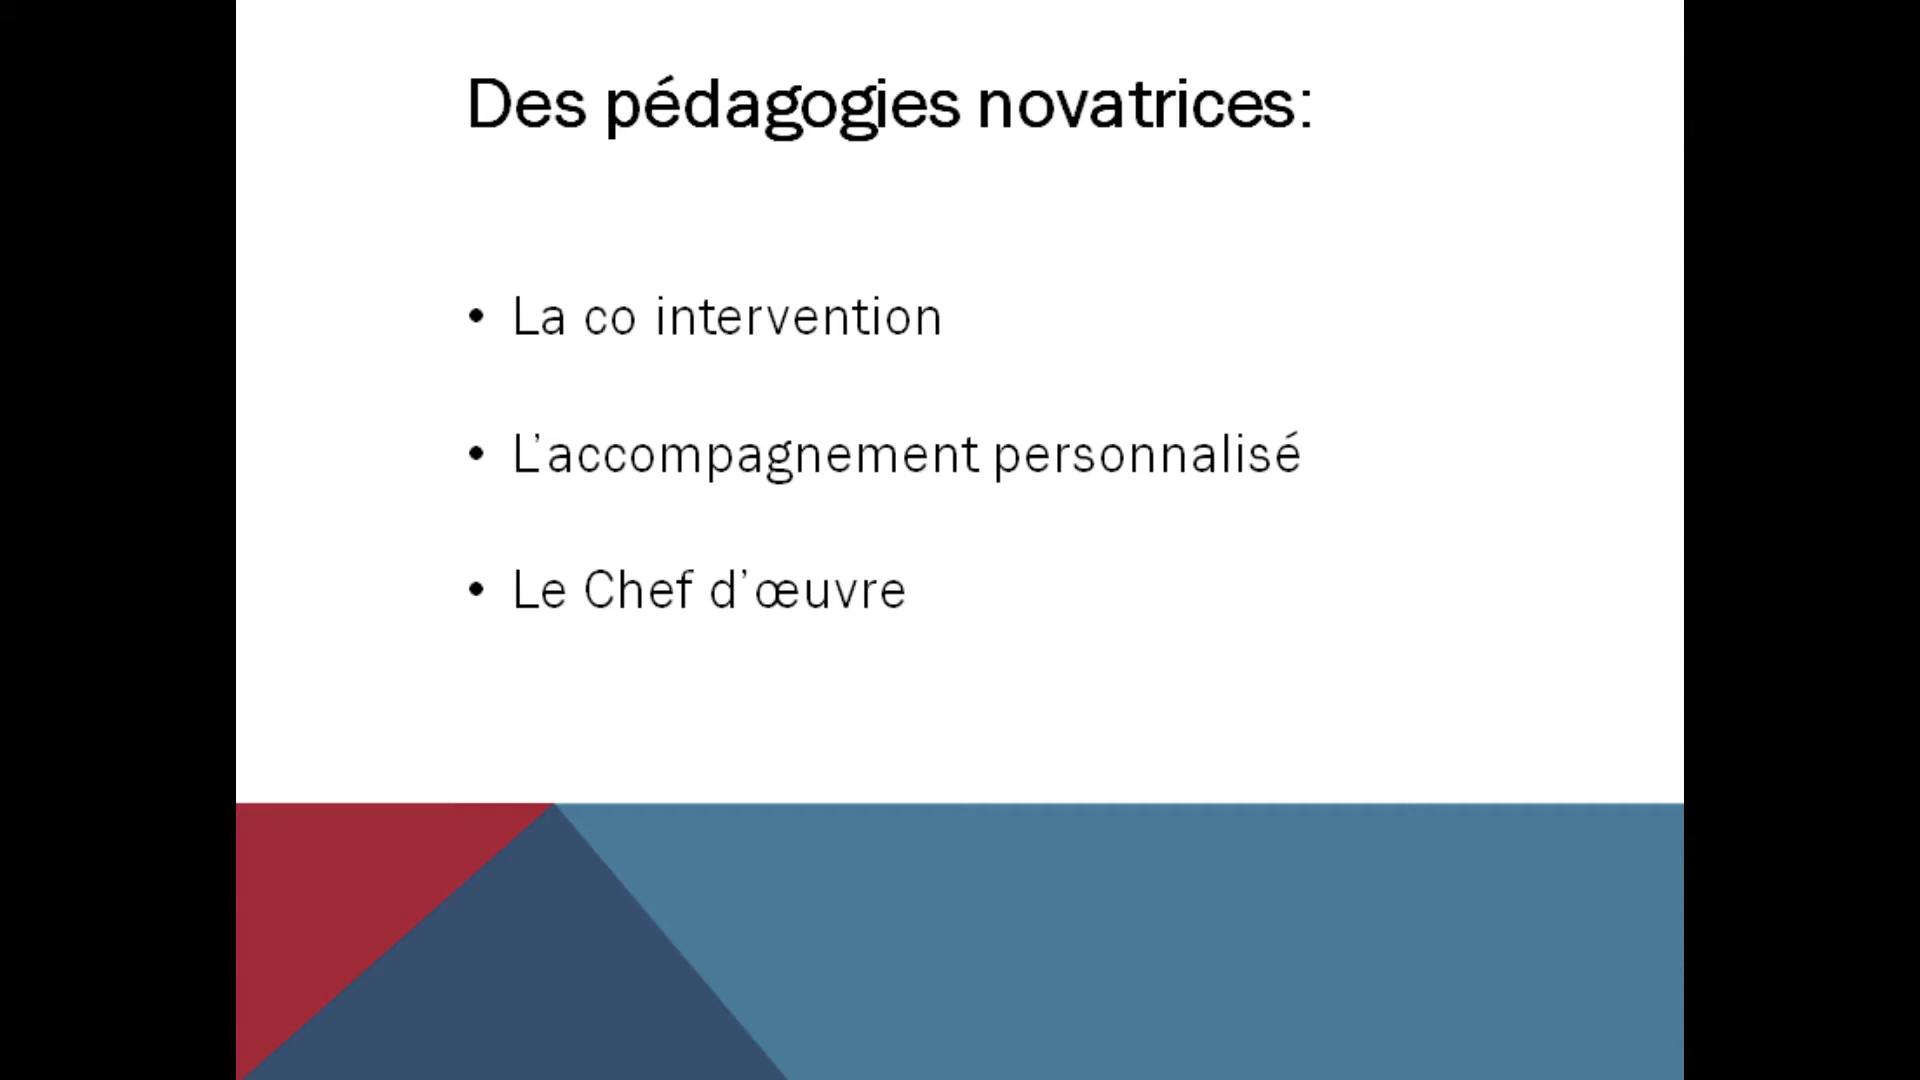 Des pédagogies novatrices:
• La co intervention
• L’accompagnement personnalisé
• Le Chef d’œuvre